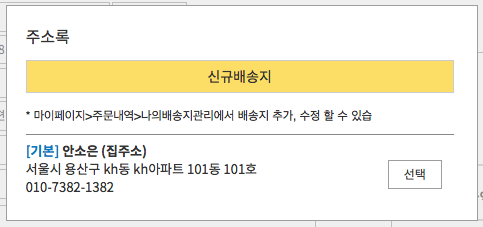 주소록
신규배송지
* 마이페이지>주문내역>나의배송지관리에서 배송지 추가, 수정 할 수 있습
[기본] 안소은 (집주소)
서울시 용산구 kh동 kh아파트 101동 101호
010-7382-1382
선택